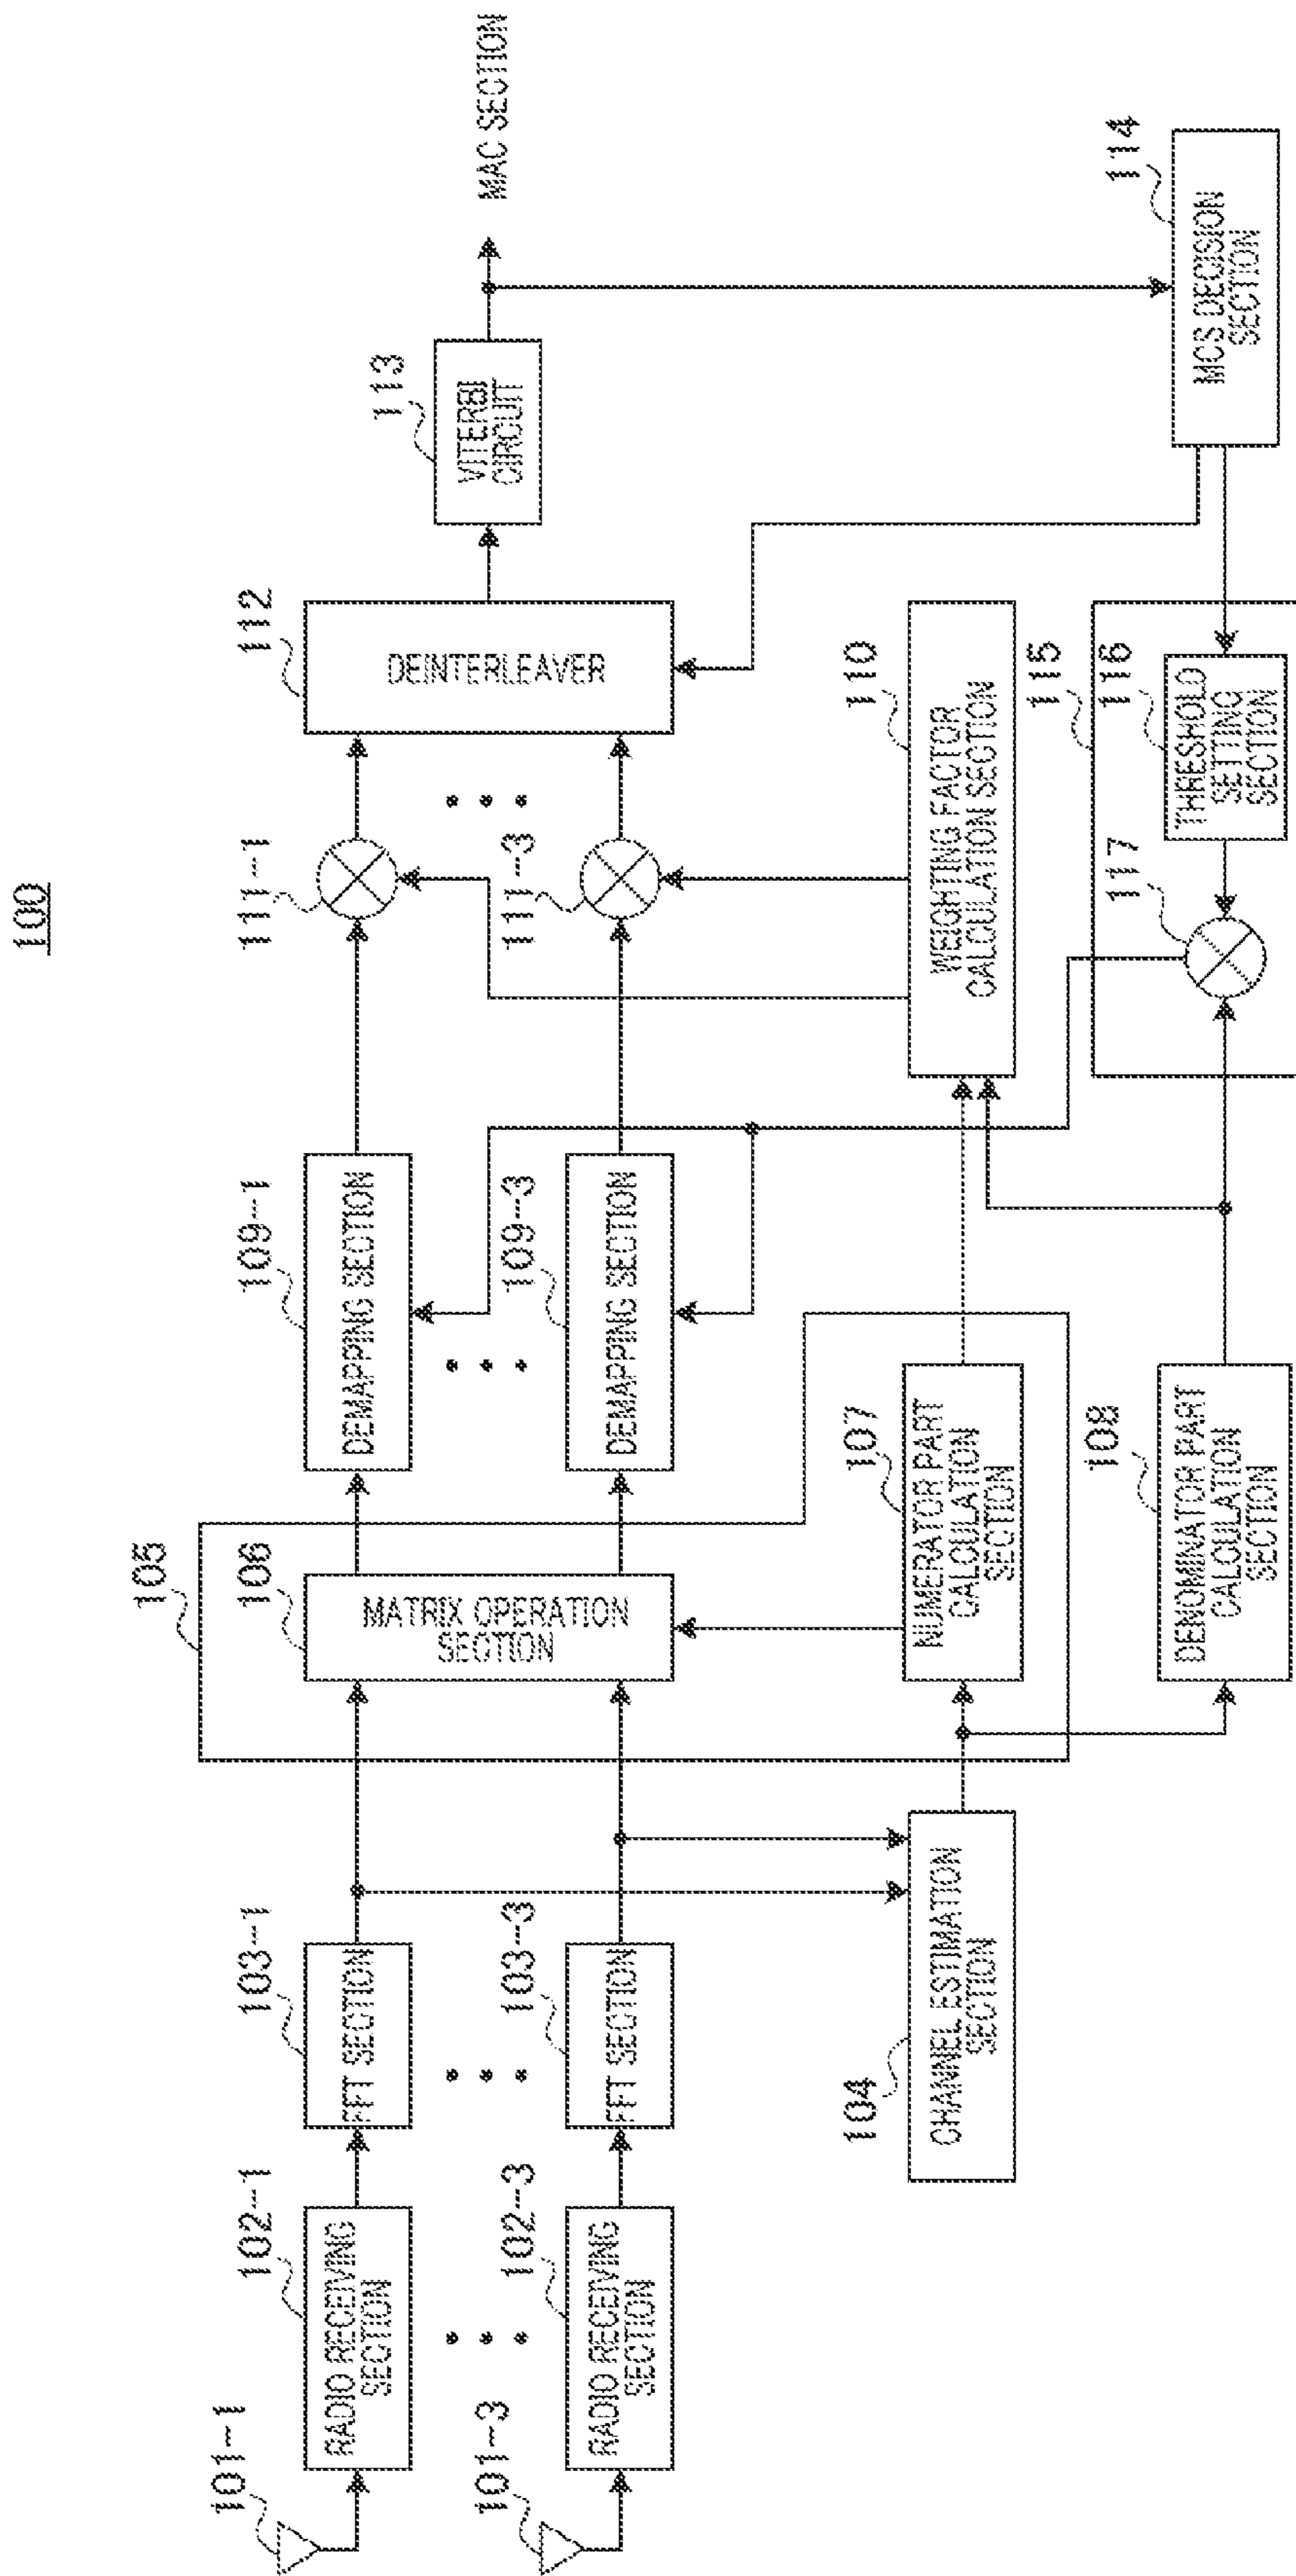 100
101-1
RADIO RECEIVING
SECTION
102-1
FFT SECTION
103-1
101-3
RADIO RECEIVING
SECTION
102-3
FFT SECTION
103-3
CHANNEL ESTIMATION
SECTION
104
105
MATRIX OPERATION
SECTION
106
NUMERATOR PART
CALCULATION
SECTION
107
DENOMINATOR PART
CALCULATION
SECTION
108
DEMAPPING SECTION
109-1
DEMAPPING SECTION
109-3
WEIGHTING FACTOR
CALCULATION SECTION
110
111-1
111-3
DEINTERLEAVER
112
VITERBI
CIRCUIT
113
MAC SECTION
MCS DECISION
SECTION
114
115
THRESHOLD
SETTING
SECTION
116
117